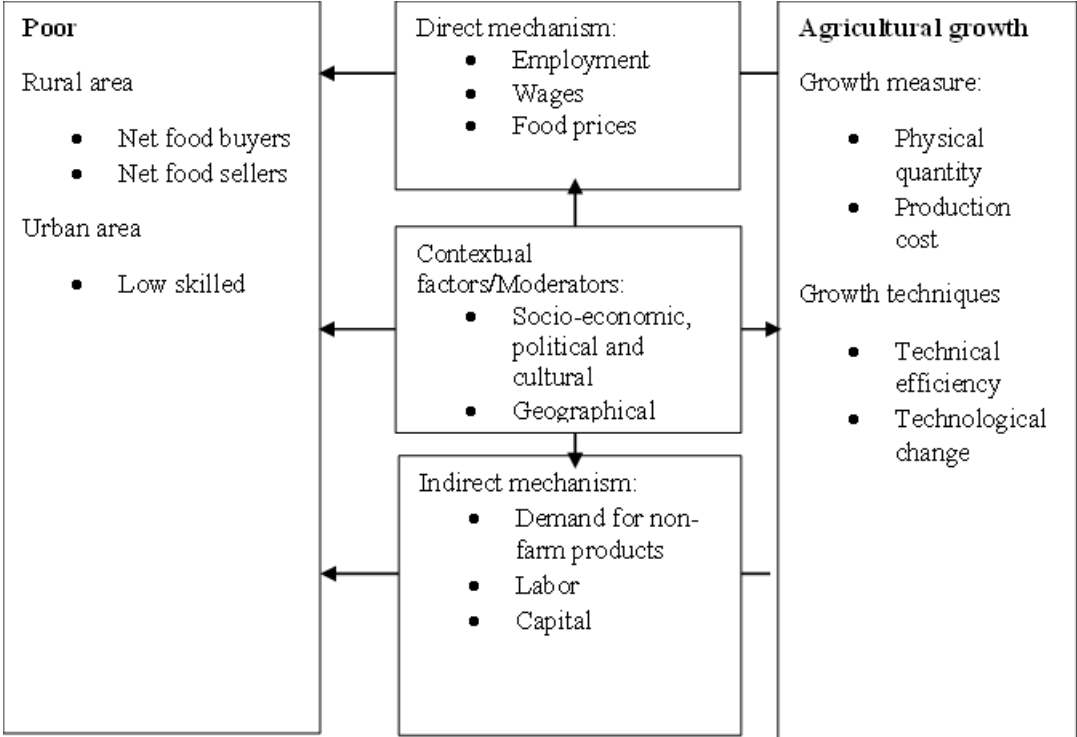 Poor
Rural area
Net food buyers
Net food sellers
Urban area
Low skilled
Direct mechanism:
Employment
Wages
Food prices
Contextual
factors/Moderators:
Socio-economic,
political and
cultural
Geographical
Indirect mechanism:
Demand for non-
farm products
Labor
Capital
Agricultural growth
Growth measure:
Physical
quantity
Production
cost
Growth techniques
Technical
efficiency
Technological
change